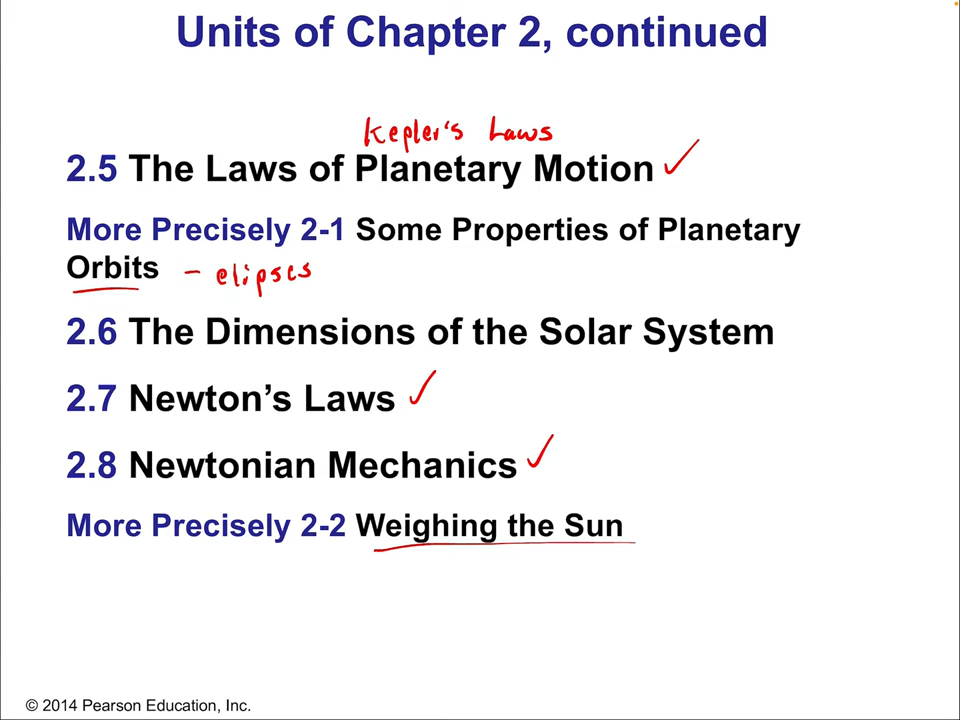 Units of Chapter 2, continued
Kepler's Laws
2.5 The Laws of Planetary Motion ✓
More Precisely 2-1 Some Properties of Planetary
Orbits - elipses
2.6 The Dimensions of the Solar System
2.7 Newton’s Laws ✓
2.8 Newtonian Mechanics ✓
More Precisely 2-2 Weighing the Sun
© 2014 Pearson Education, Inc.